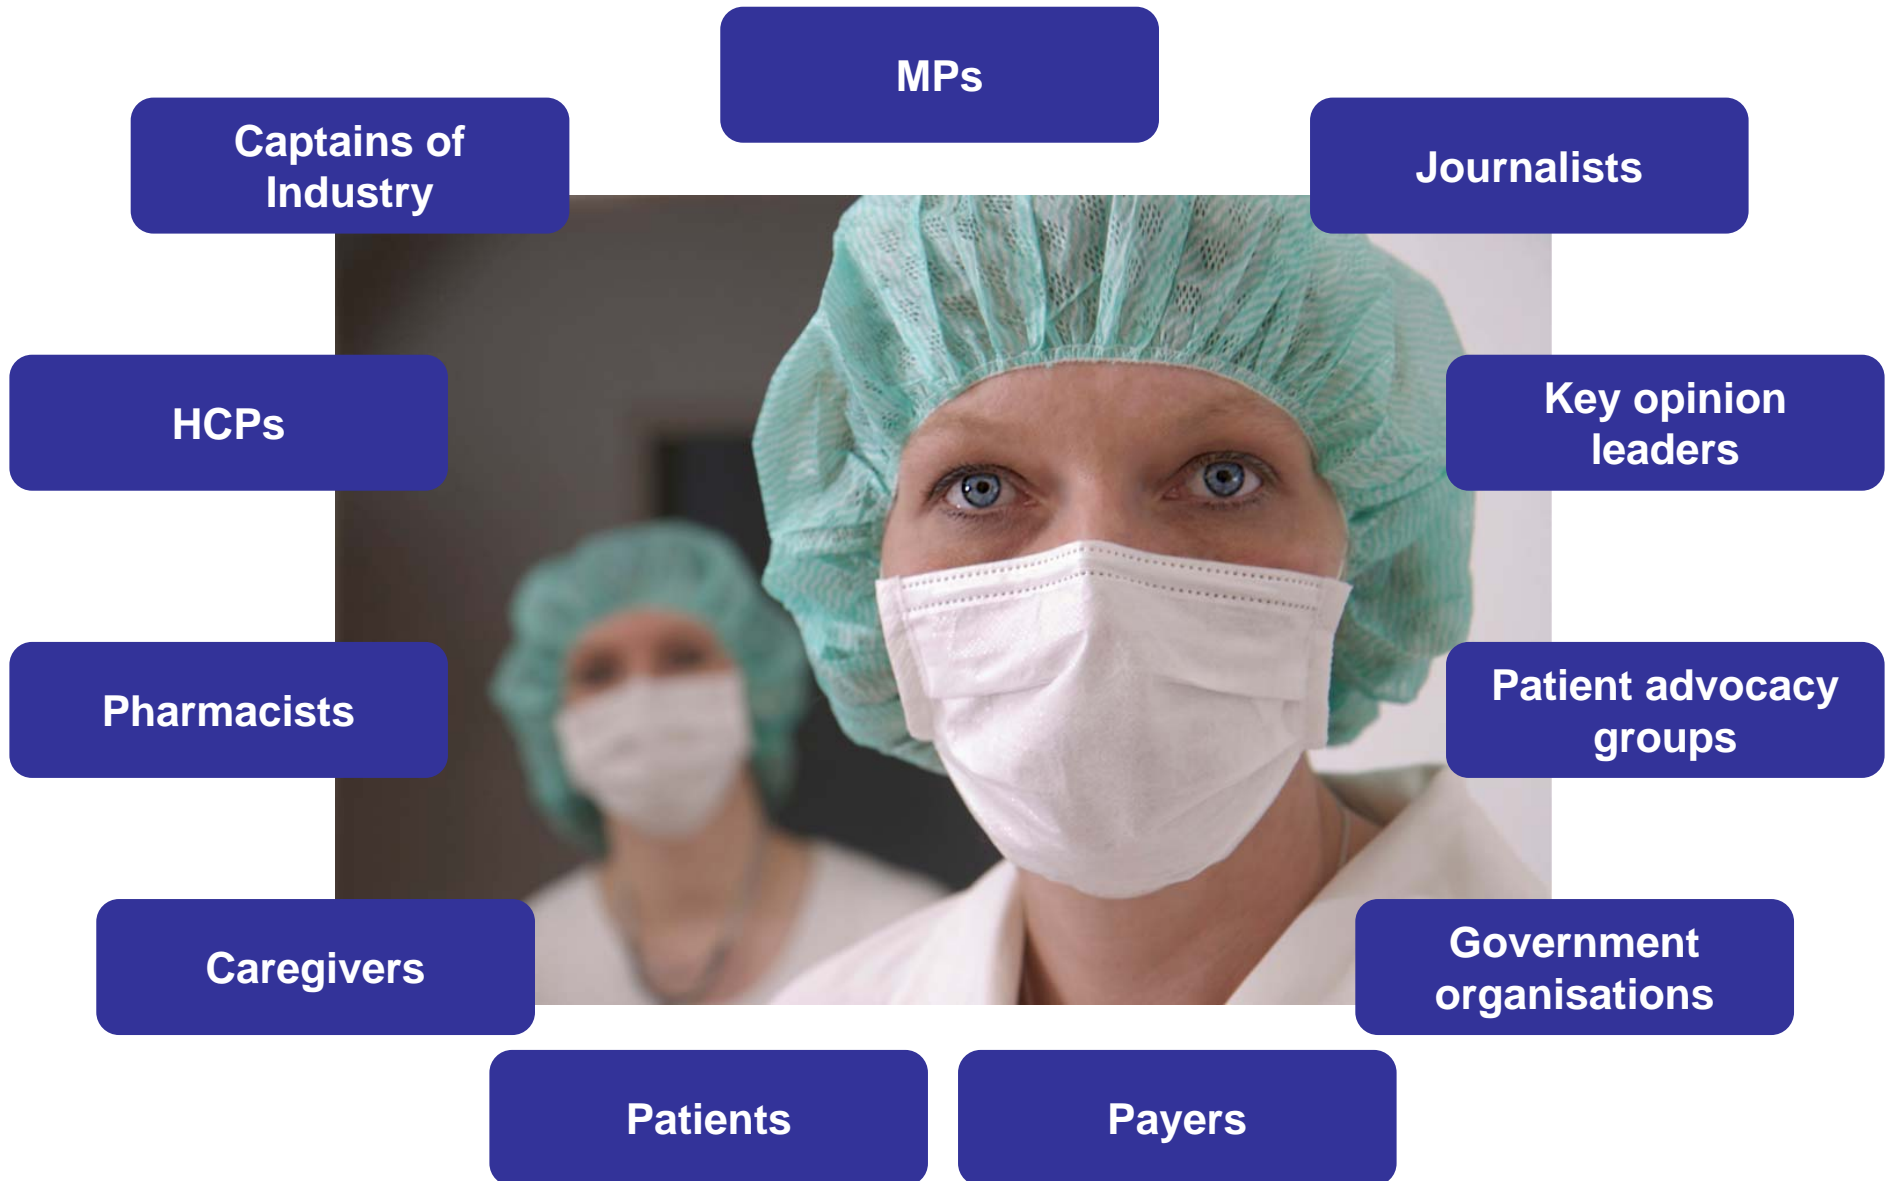 MPs
Captains of
Industry
Journalists
HCPs
Key opinion
leaders
Pharmacists
Patient advocacy
groups
Caregivers
Government
organisations
Patients
Payers